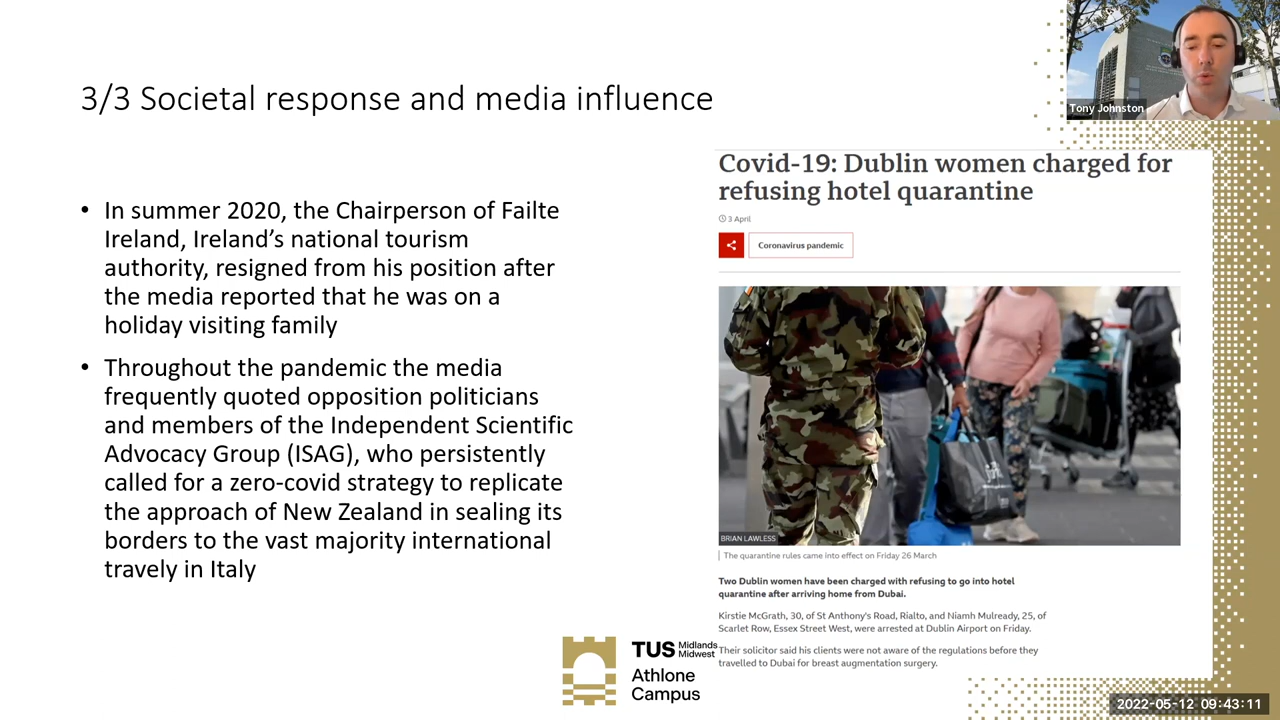 3/3 Societal response and media influence
• In summer 2020, the Chairperson of Failte
Ireland, Ireland's national tourism
authority, resigned from his position after
the media reported that he was on a
holiday visiting family
• Throughout the pandemic the media
frequently quoted opposition politicians
and members of the Independent Scientific
Advocacy Group (ISAG), who persistently
called for a zero-covid strategy to replicate
the approach of New Zealand in sealing its
borders to the vast majority international
travely in Italy
Tony Johnston
Covid-19: Dublin women charged for
refusing hotel quarantine
3 April
Coronavirus pandemic
BRIAN LAWLESS
The quarantine rules came into effect on Friday 26 March
Two Dublin women have been charged with refusing to go into hotel
quarantine after arriving home from Dubai.
Kirstie McGrath, 30, of St Anthony's Road, Rialto, and Niamh Mulready, 25, of
Scarlet Row, Essex Street West, were arrested at Dublin Airport on Friday.
Their solicitor said his clients were not aware of the regulations before they
travelled to Dubai for breast augmentation surgery.
TUS Midlands
Midwest
Athlone
Campus
2022-05-12 09:43:11